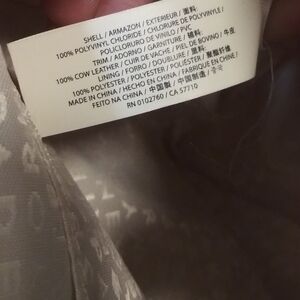 SHELL / ARMAZON / EXTERIEUR / 面料:
100% POLYVINYL CHLORIDE / CHLORURE DE POLYVINYLE /
POLICLORURO DE VINILO / PVC
TRIM / ADORNO / GARNITURE / 辅料:
100% COW LEATHER / CUIR DE VACHE / PIEL DE BOVINO / 牛皮
LINING / FORRO / DOUBLURE / 里料:
100% POLYESTER / POLIÉSTER / POLYESTER / 聚酯纤维
MADE IN CHINA / HECHO EN CHINA / FABRIQUE EN CHINE /
FEITO NA CHINA / 中国製 / 中国制造 / 중국
RN 0102760 / CA 57710